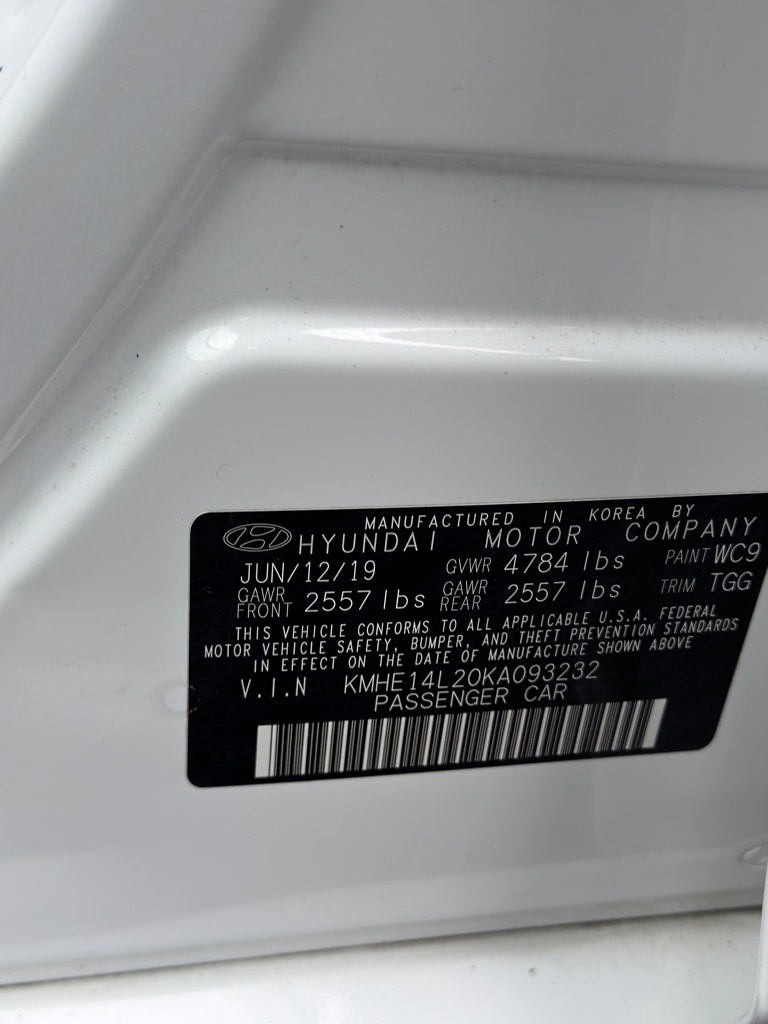 MANUFACTURED IN KOREA BY
HYUNDAI MOTOR COMPANY
JUN/12/19 GVWR 4784 lbs PAINT WC9
GAWR FRONT 2557 lbs GAWR REAR 2557 lbs TRIM TGG
THIS VEHICLE CONFORMS TO ALL APPLICABLE U.S.A. FEDERAL
MOTOR VEHICLE SAFETY, BUMPER, AND THEFT PREVENTION STANDARDS
IN EFFECT ON THE DATE OF MANUFACTURE SHOWN ABOVE
V.I.N KMHE14L20KA093232
PASSENGER CAR